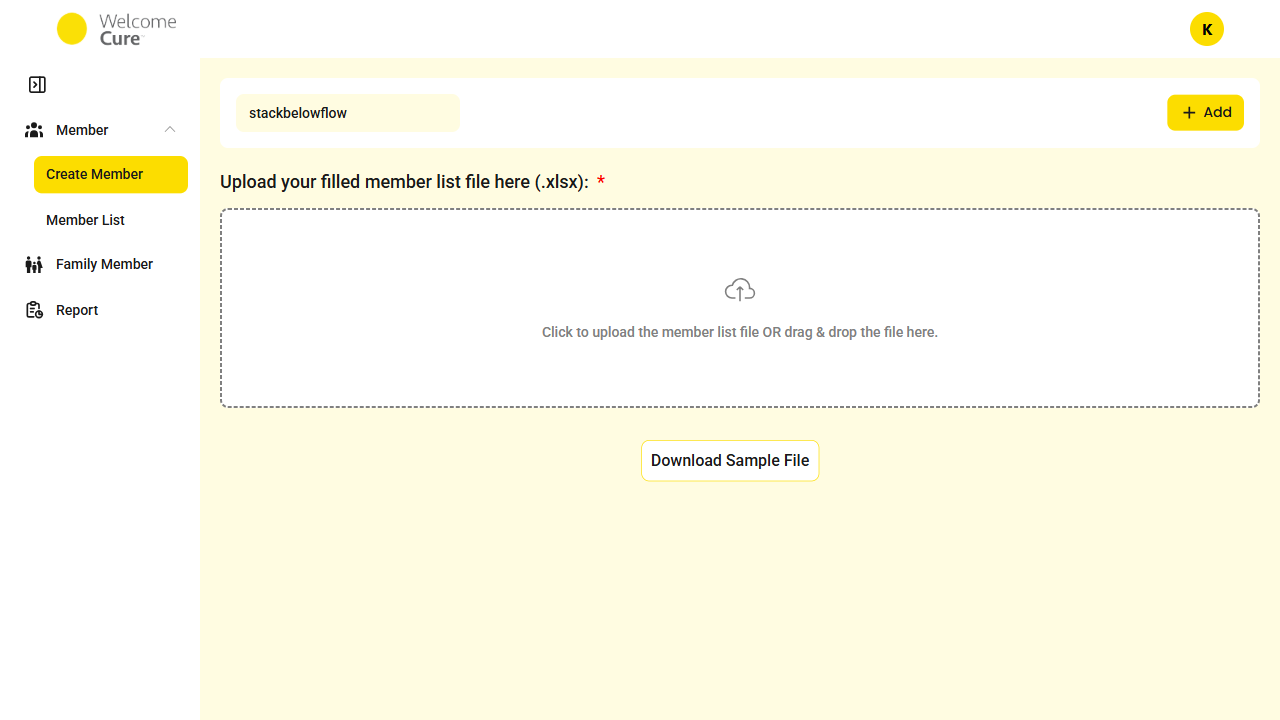 Welcome
Cure
K
stackbelowflow
Add
Member
Create Member
Member List
Family Member
Report
Upload your filled member list file here (.xlsx): *
Click to upload the member list file OR drag & drop the file here.
Download Sample File